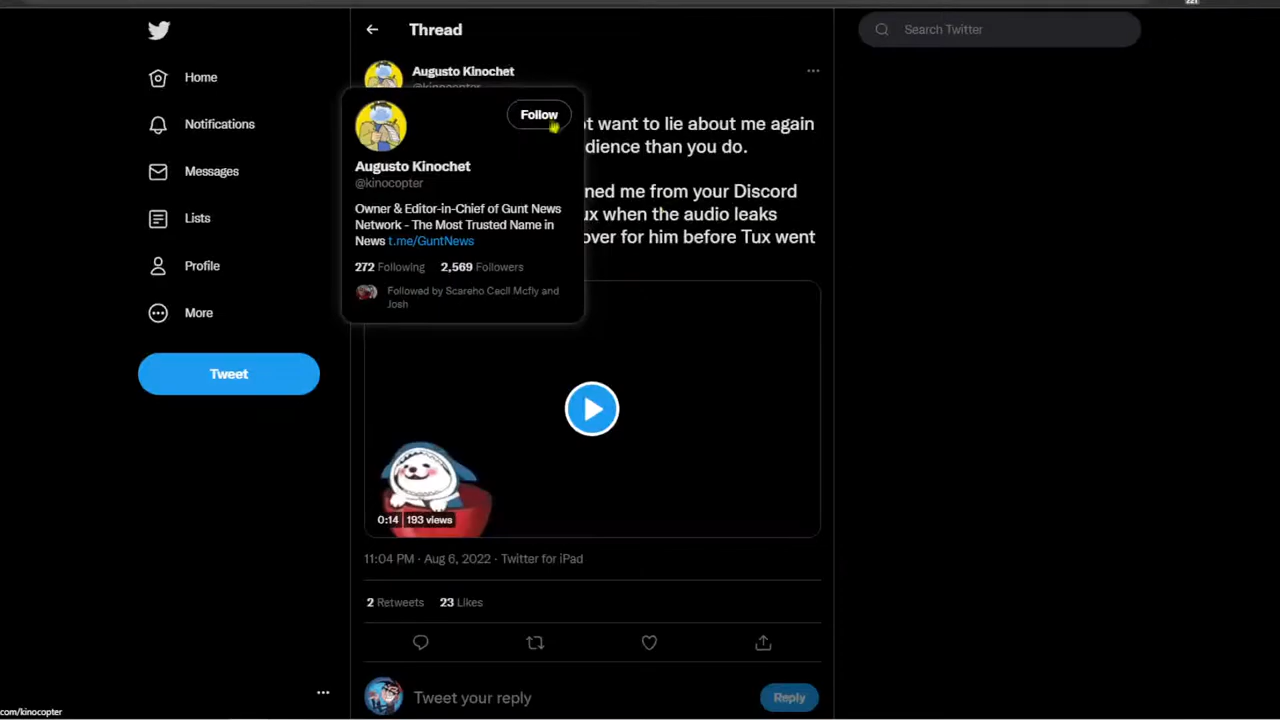 Thread
Search Twitter
Home
Notifications
Messages
Lists
Profile
More
Tweet
Augusto Kinochet
@kinocopter
Follow
Augusto Kinochet
@kinocopter
Owner & Editor-in-Chief of Gunt News
Network - The Most Trusted Name in
News t.me/GuntNews
272 Following 2,569 Followers
Followed by Scareho Cecil Mcfly and
Josh
t want to lie about me again
dience than you do.
ned me from your Discord
ux when the audio leaks
over for him before Tux went
0:14 193 views
11:04 PM · Aug 6, 2022 · Twitter for iPad
2 Retweets 23 Likes
Tweet your reply
Reply
com/kinocopter